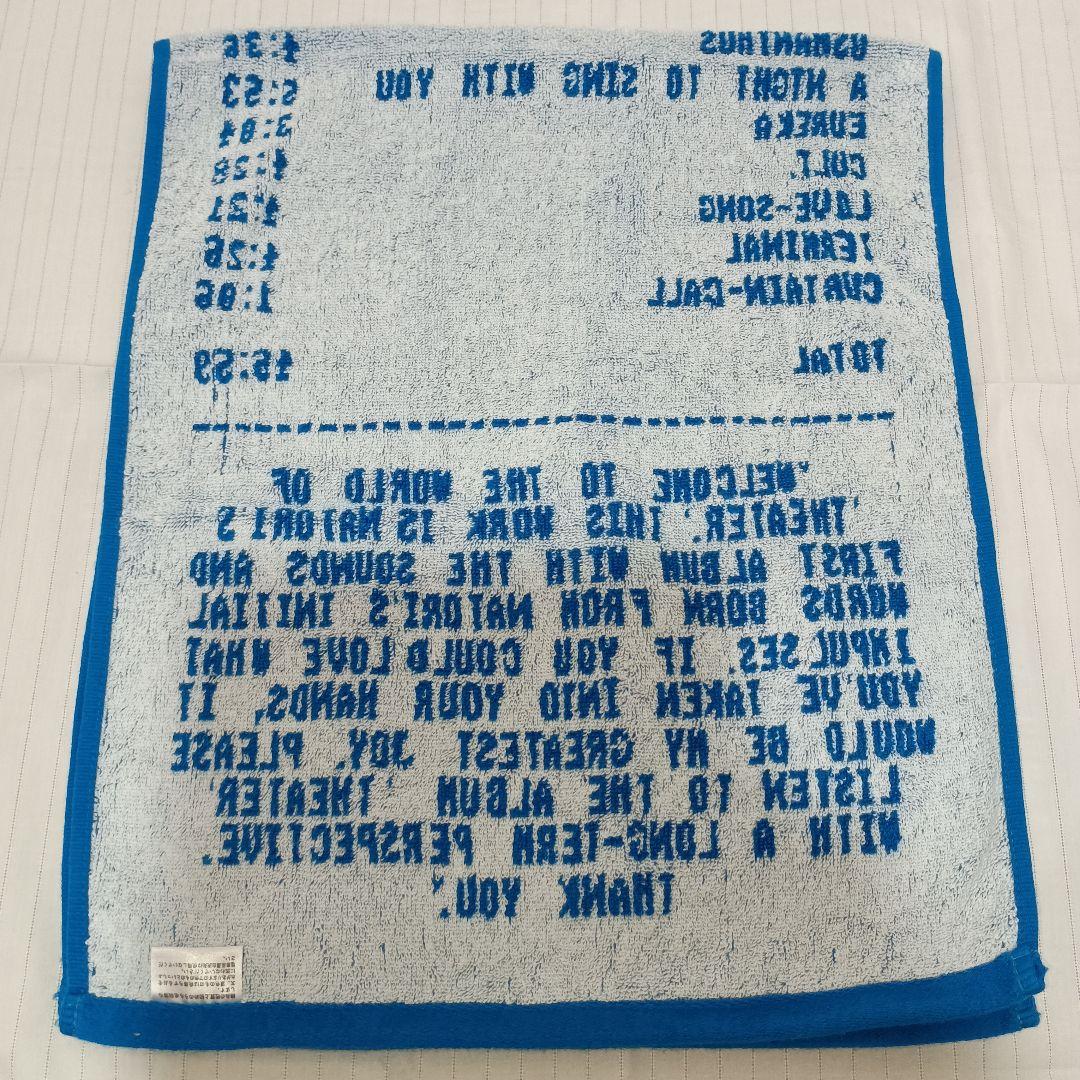 OSMANTHUS 4:36
A NIGHT TO SING WITH YOU
EUREKA 3:04
CULT. 4:28
LOVE-SONG 4:21
TERMINAL 4:26
CURTAIN-CALL 1:06
TOTAL 45:59
"WELCOME TO THE WORLD OF
'THEATER'. THIS WORK IS NATORI'S
FIRST ALBUM WITH THE SOUNDS AND
WORDS BORN FROM NATORI'S INITIAL
IMPULSES. IF YOU COULD LOVE WHAT
YOU'VE TAKEN INTO YOUR HANDS, IT
WOULD BE MY GREATEST JOY. PLEASE
LISTEN TO THE ALBUM 'THEATER'
WITH A LONG-TERM PERSPECTIVE.
THANK YOU."